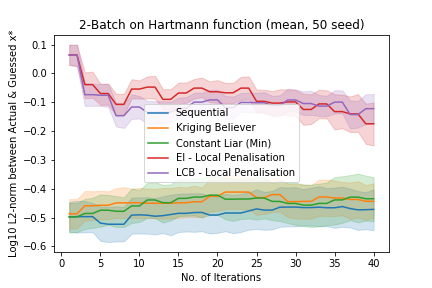 2-Batch on Hartmann function (mean, 50 seed)
Log10 L2-norm between Actual & Guessed x*
0.1
0.0
−0.1
−0.2
−0.3
−0.4
−0.5
−0.6
Sequential
Kriging Believer
Constant Liar (Min)
EI - Local Penalisation
LCB - Local Penalisation
0 5 10 15 20 25 30 35 40
No. of Iterations